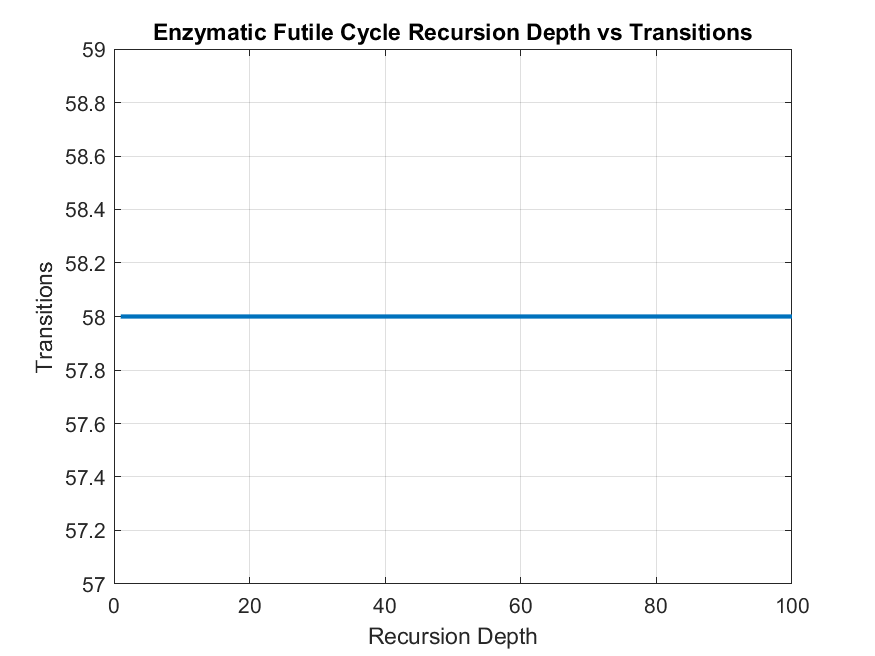 Enzymatic Futile Cycle Recursion Depth vs Transitions
59
58.8
58.6
58.4
58.2
58
57.8
57.6
57.4
57.2
57
Transitions
0 20 40 60 80 100
Recursion Depth